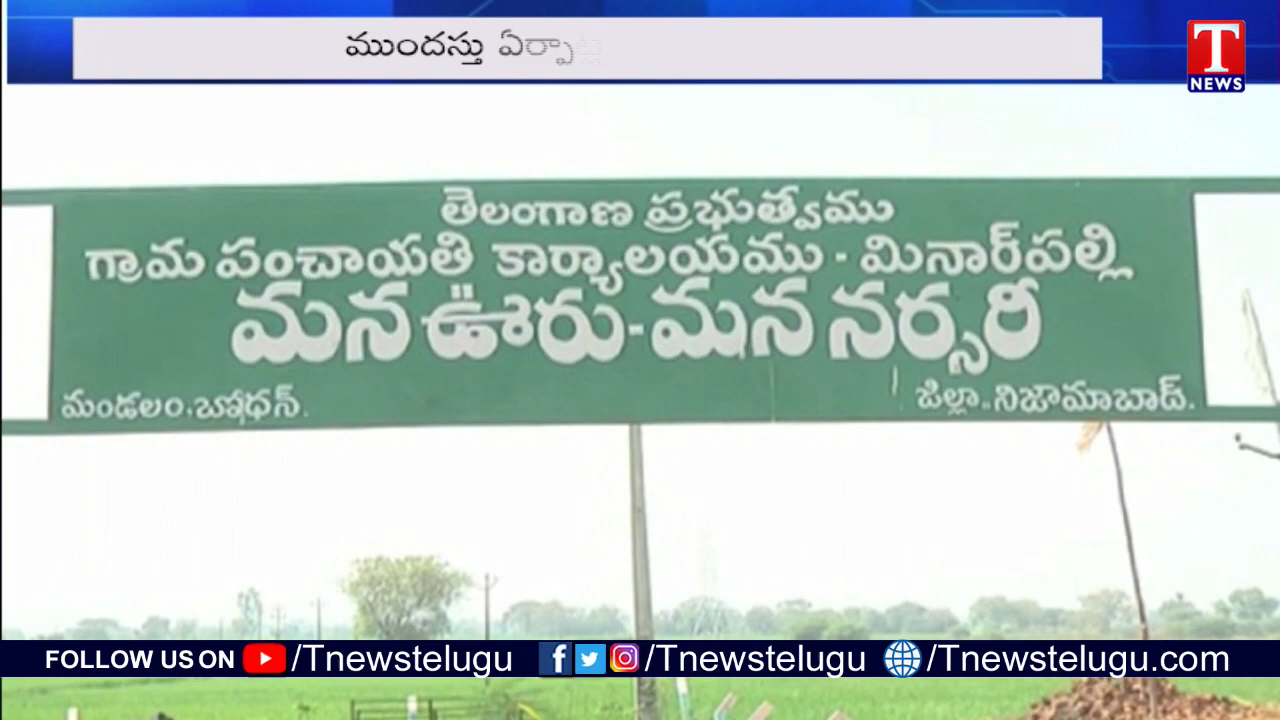 ముందస్తు ఏర్పాట్ల
T
NEWS
తెలంగాణ ప్రభుత్వము
గ్రామ పంచాయతి కార్యాలయము - మినార్‌పల్లి
మన ఊరు-మన నర్సరీ
మండలం,బోధన్.
జిల్లా..నిజామాబాద్.
FOLLOW US ON /Tnewstelugu /Tnewstelugu /Tnewstelugu.com